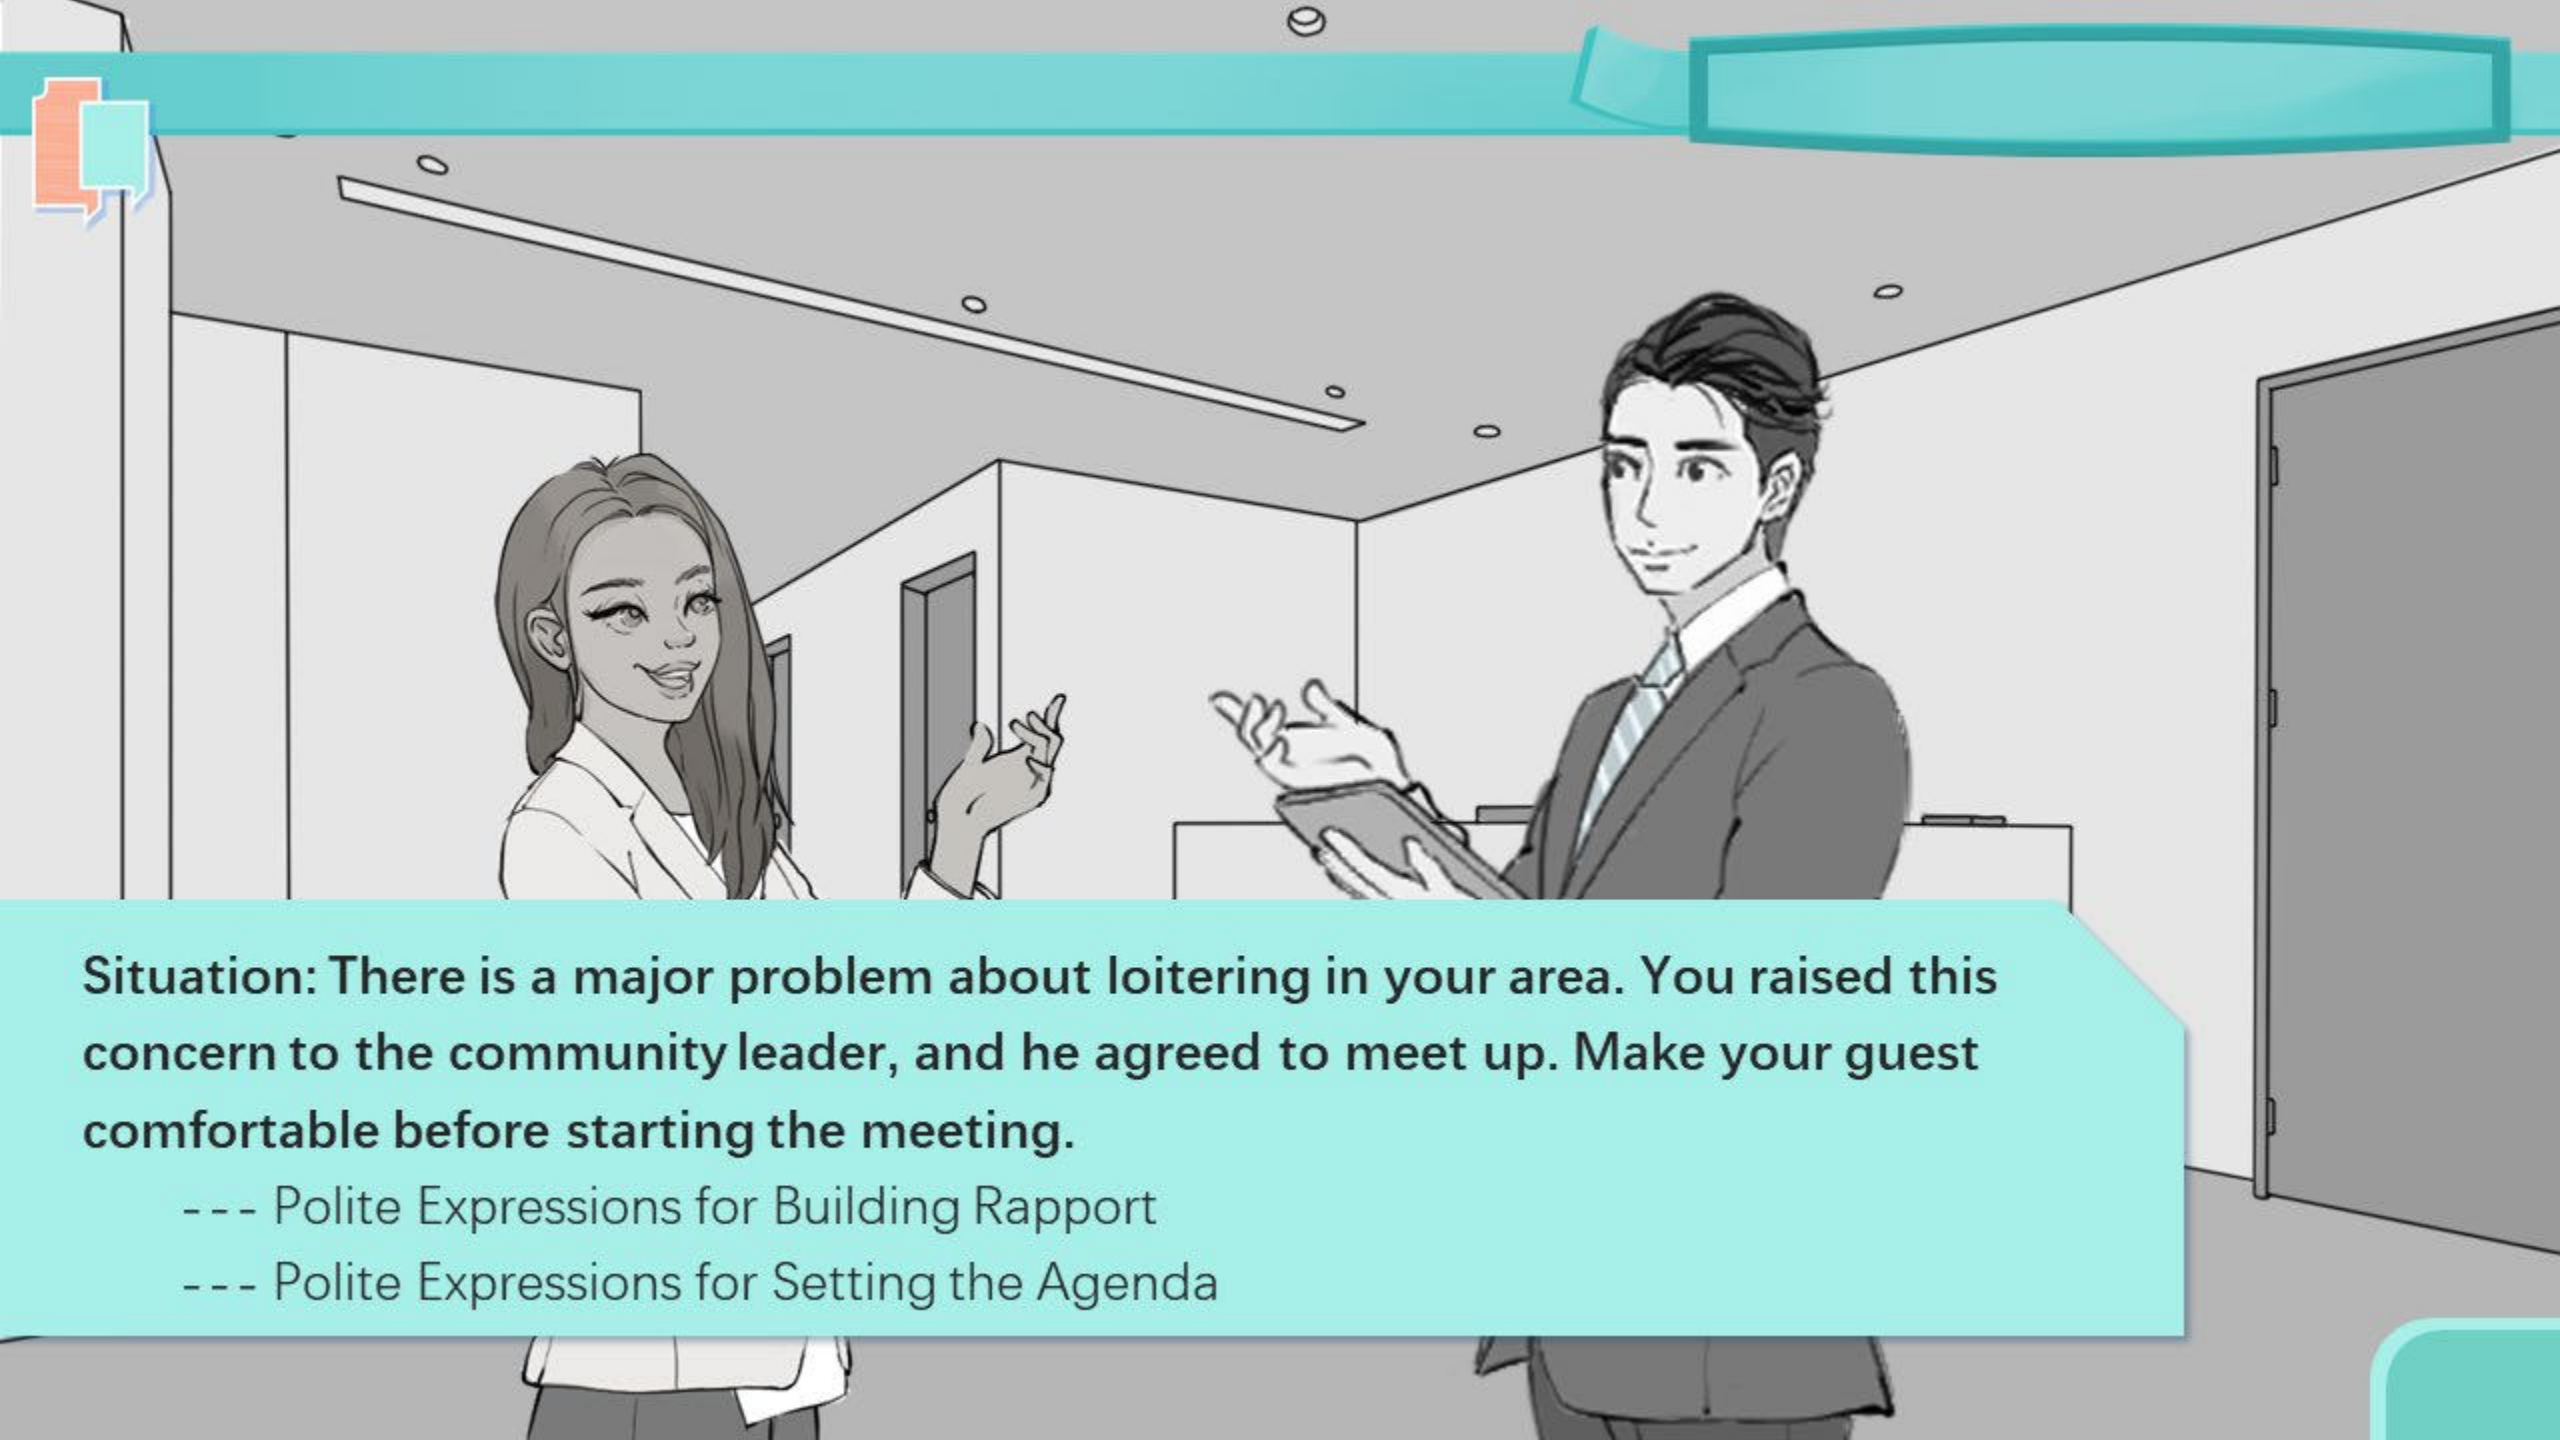 Situation: There is a major problem about loitering in your area. You raised this
concern to the community leader, and he agreed to meet up. Make your guest
comfortable before starting the meeting.
--- Polite Expressions for Building Rapport
--- Polite Expressions for Setting the Agenda